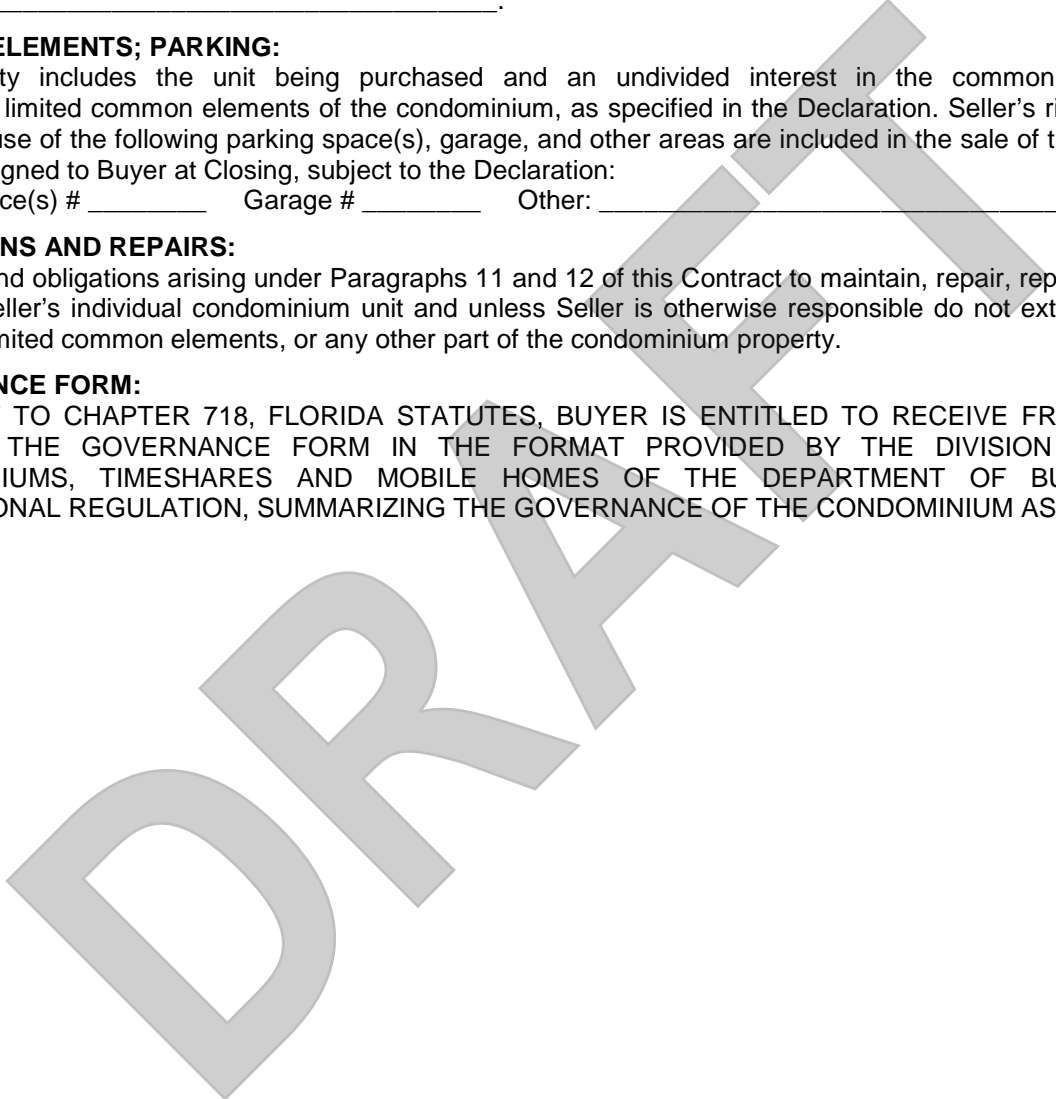 _________________________________.
ELEMENTS; PARKING:
ty includes the unit being purchased and an undivided interest in the common
limited common elements of the condominium, as specified in the Declaration. Seller's ri
use of the following parking space(s), garage, and other areas are included in the sale of t
gned to Buyer at Closing, subject to the Declaration:
ce(s) # ________ Garage # ________ Other: _______________________________
NS AND REPAIRS:
nd obligations arising under Paragraphs 11 and 12 of this Contract to maintain, repair, rep
eller's individual condominium unit and unless Seller is otherwise responsible do not ext
mited common elements, or any other part of the condominium property.
NCE FORM:
TO CHAPTER 718, FLORIDA STATUTES, BUYER IS ENTITLED TO RECEIVE FR
THE GOVERNANCE FORM IN THE FORMAT PROVIDED BY THE DIVISION
IUMS, TIMESHARES AND MOBILE HOMES OF THE DEPARTMENT OF BU
ONAL REGULATION, SUMMARIZING THE GOVERNANCE OF THE CONDOMINIUM AS
DRAFT